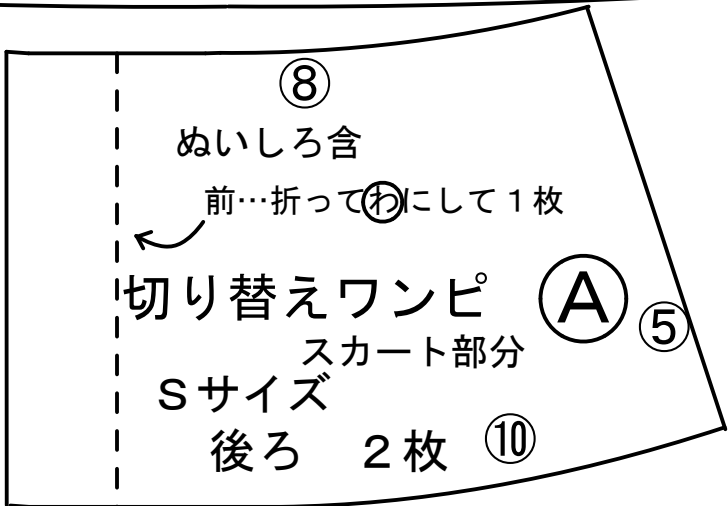 ⑧
ぬいしろ含
前…折ってわにして１枚
切り替えワンピ Ⓐ
⑤
スカート部分
Ｓサイズ
後ろ　２枚 ⑩